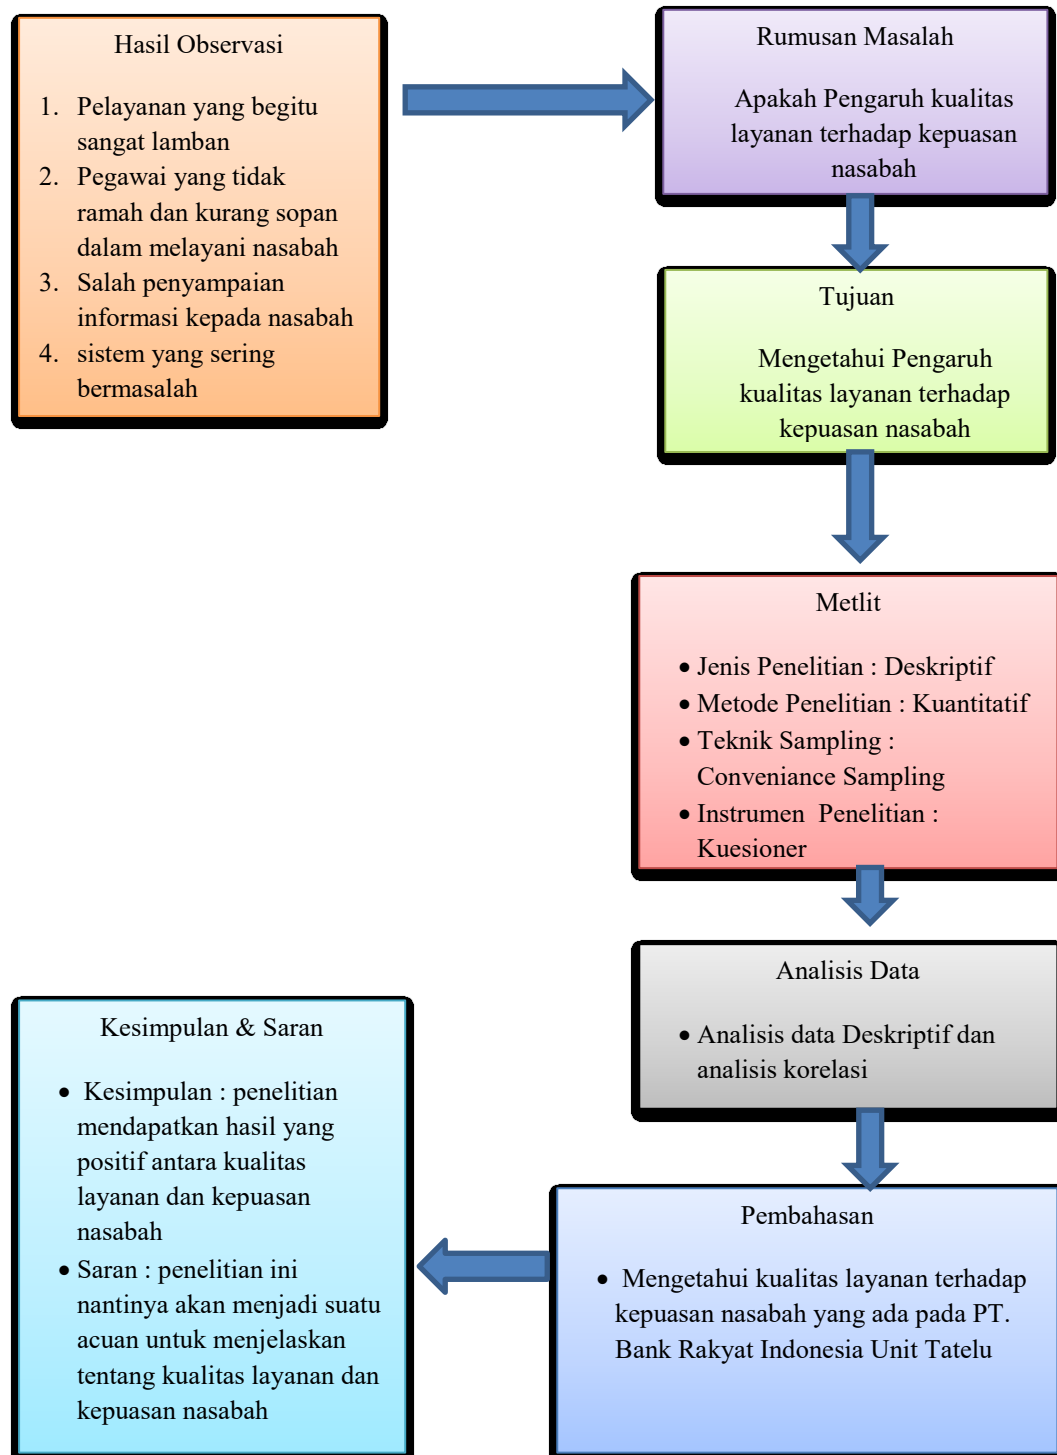 Hasil Observasi
1. Pelayanan yang begitu
sangat lamban
2. Pegawai yang tidak
ramah dan kurang sopan
dalam melayani nasabah
3. Salah penyampaian
informasi kepada nasabah
4. sistem yang sering
bermasalah
Rumusan Masalah
Apakah Pengaruh kualitas
layanan terhadap kepuasan
nasabah
Tujuan
Mengetahui Pengaruh
kualitas layanan terhadap
kepuasan nasabah
Metlit
• Jenis Penelitian : Deskriptif
• Metode Penelitian : Kuantitatif
• Teknik Sampling :
Conveniance Sampling
• Instrumen Penelitian :
Kuesioner
Analisis Data
• Analisis data Deskriptif dan
analisis korelasi
Pembahasan
• Mengetahui kualitas layanan terhadap
kepuasan nasabah yang ada pada PT.
Bank Rakyat Indonesia Unit Tatelu
Kesimpulan & Saran
• Kesimpulan : penelitian
mendapatkan hasil yang
positif antara kualitas
layanan dan kepuasan
nasabah
• Saran : penelitian ini
nantinya akan menjadi suatu
acuan untuk menjelaskan
tentang kualitas layanan dan
kepuasan nasabah